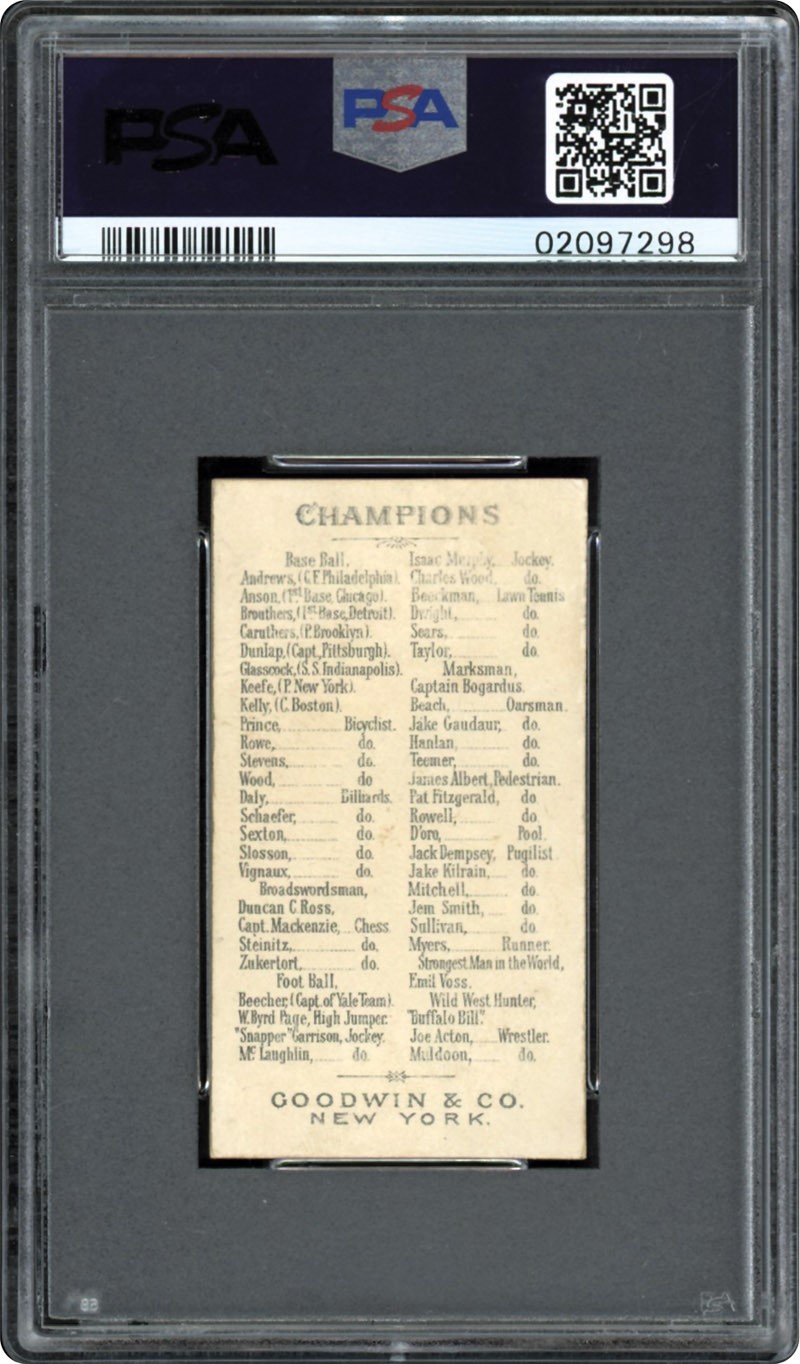 PSA
PSA
02097298
CHAMPIONS
Base Ball.
Andrews,(C.F.Philadelphia).
Anson,(1st Base, Chicago).
Brouthers,(1st Base,Detroit).
Caruthers,(P.Brooklyn).
Dunlap,(Capt.,Pittsburgh).
Glasscock,(S.S.Indianapolis).
Keefe,(P. New York).
Kelly,(C. Boston).
Prince, Bicyclist.
Rowe, do.
Stevens, do.
Wood, do
Daly, Billiards.
Schaefer, do.
Sexton, do.
Slosson, do.
Vignaux, do.
Broadswordsman,
Duncan C. Ross,
Capt. Mackenzie, Chess
Steinitz, do.
Zukertort, do.
Foot Ball,
Beecher,(Capt. of Yale Team).
W.Byrd Page, High Jumper.
"Snapper" Garrison, Jockey.
Mc Laughlin, do.
Isaac Murphy, Jockey.
Charles Wood, do.
Beeckman, Lawn Tennis
Dwight, do.
Sears, do.
Taylor, do.
Marksman,
Captain Bogardus.
Beach, Oarsman.
Jake Gaudaur, do.
Hanlan, do.
Teemer, do.
James Albert, Pedestrian.
Pat Fitzgerald, do
Rowell, do
D'oro, Pool.
Jack Dempsey, Pugilist
Jake Kilrain, do.
Mitchell, do.
Jem Smith, do.
Sullivan, do.
Myers, Runner.
Strongest Man in the World,
Emil Voss.
Wild West Hunter,
"Buffalo Bill."
Joe Acton, Wrestler.
Muldoon, do.
GOODWIN & CO.
NEW YORK.
PSA